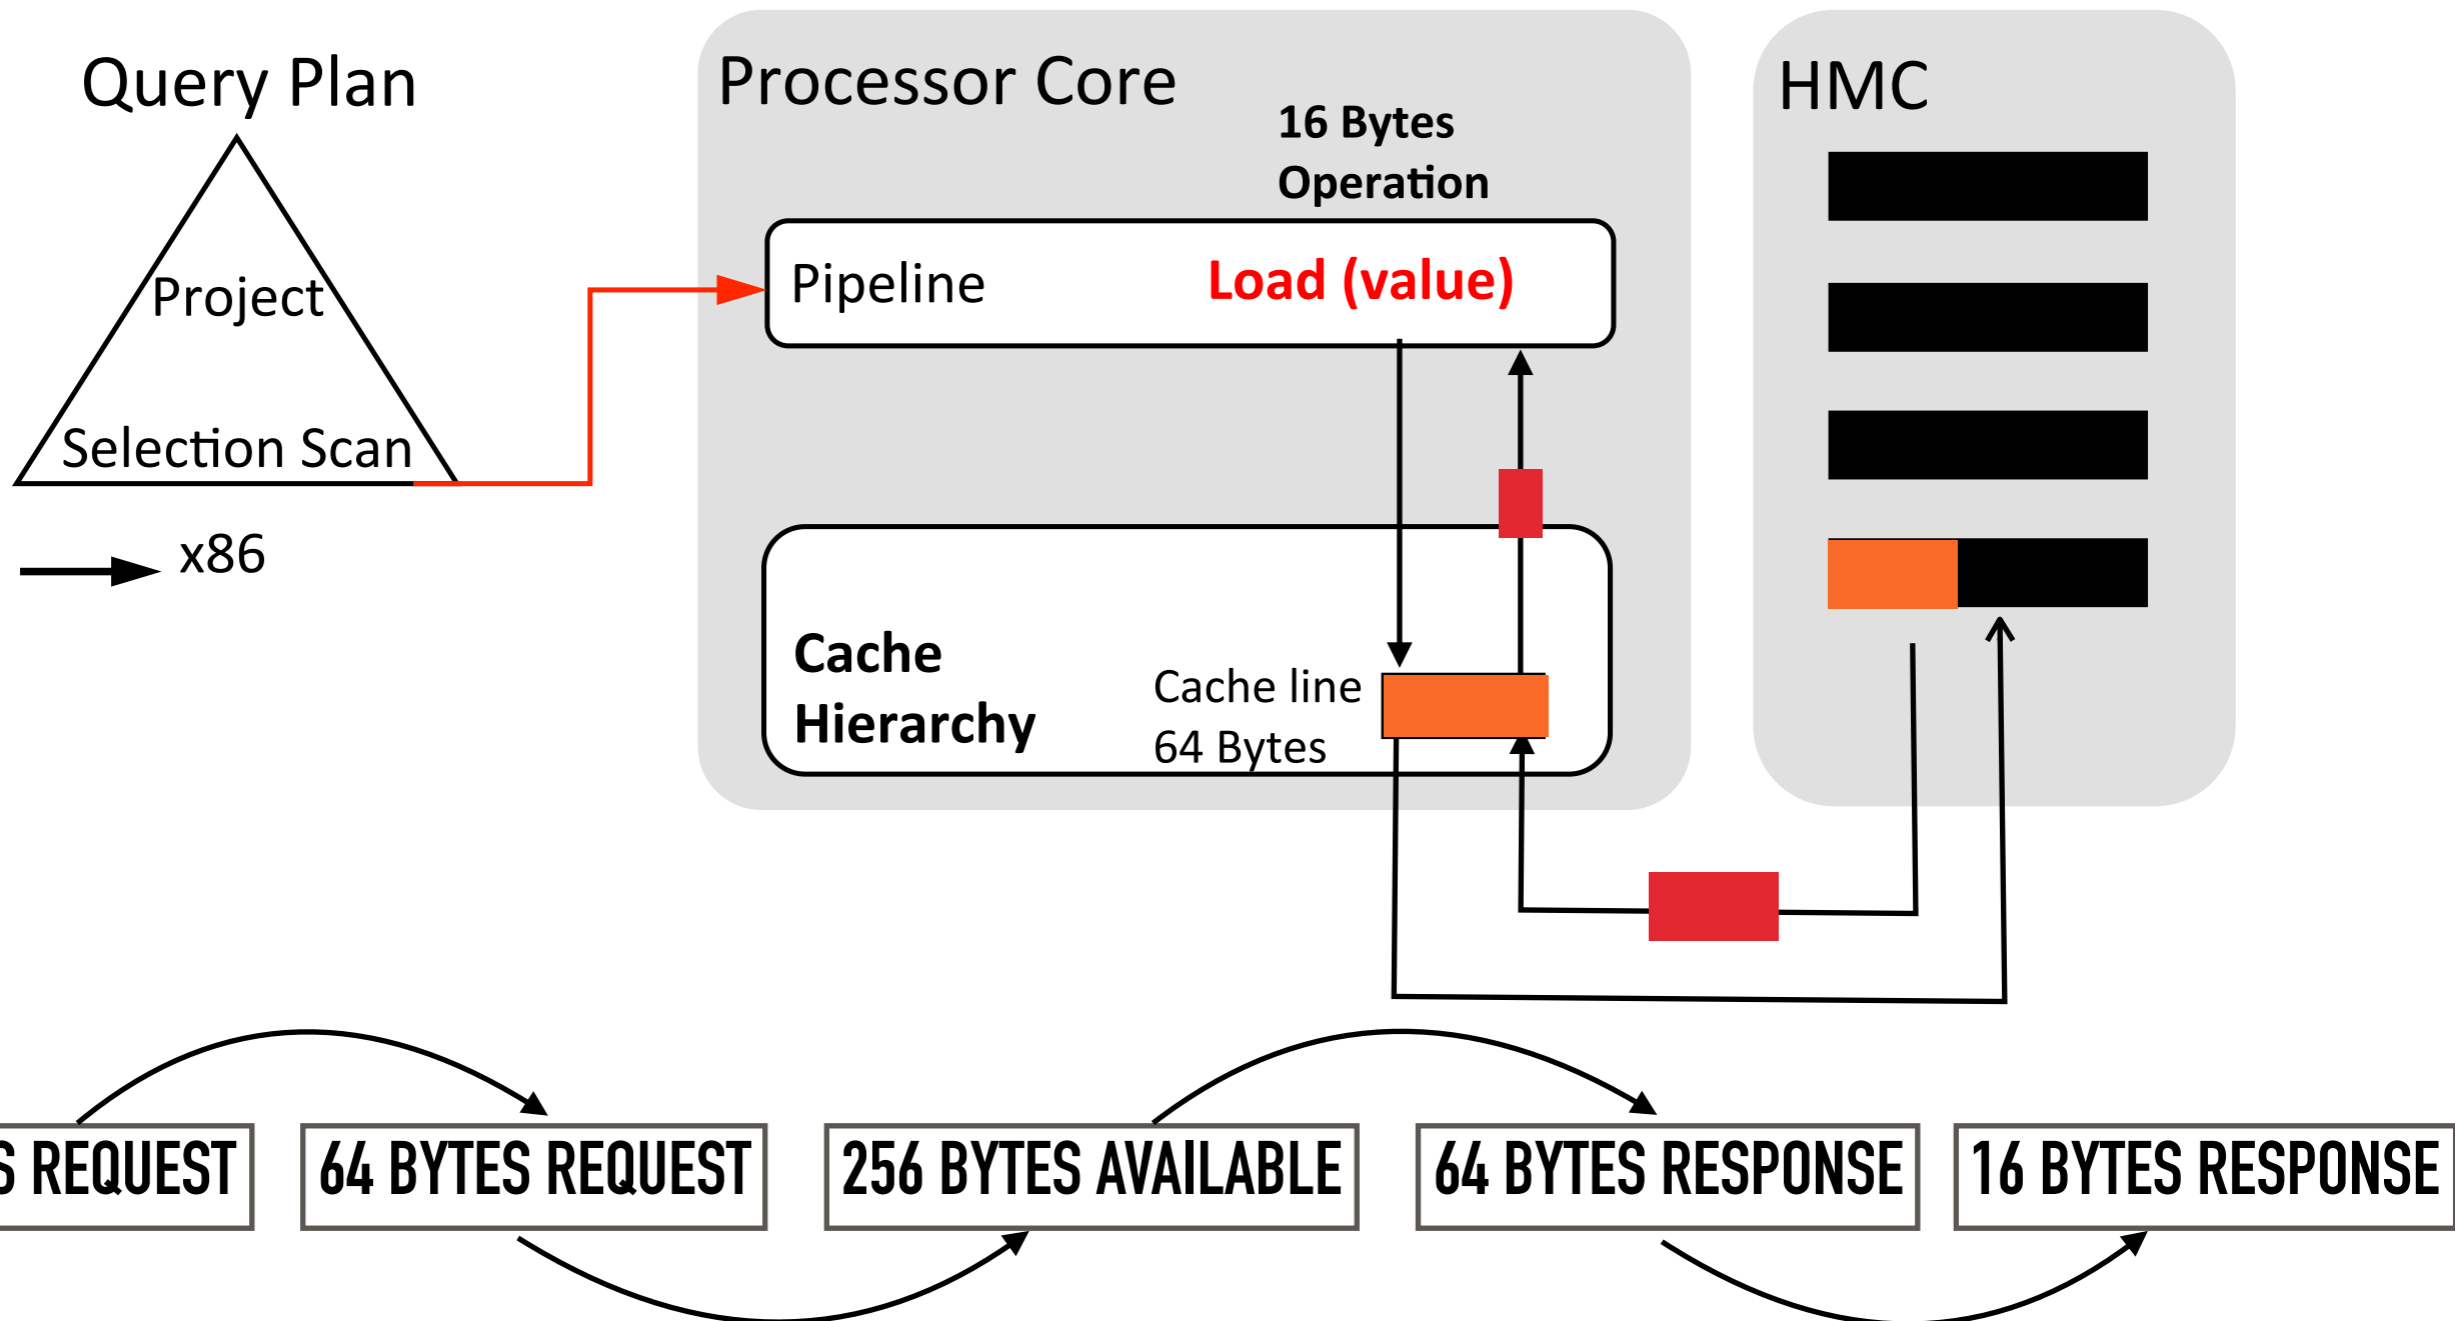 Query Plan
Project
Selection Scan
x86
Processor Core
16 Bytes
Operation
Pipeline
Load (value)
Cache
Hierarchy
Cache line
64 Bytes
HMC
S REQUEST
64 BYTES REQUEST
256 BYTES AVAILABLE
64 BYTES RESPONSE
16 BYTES RESPONSE